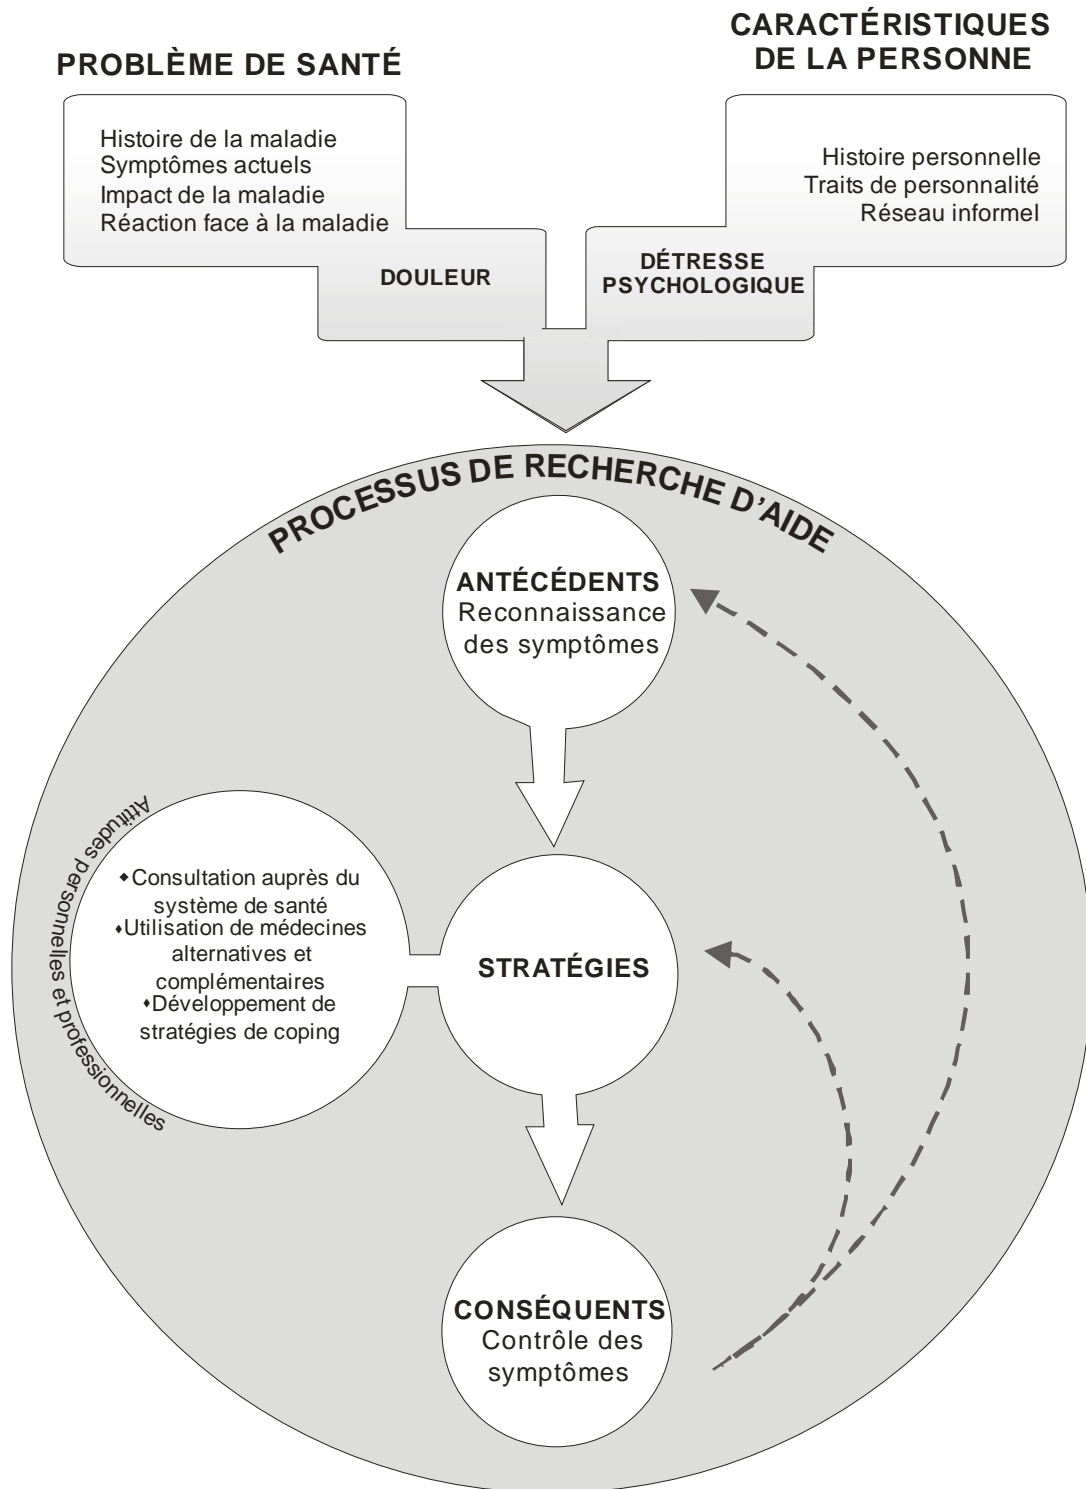 PROBLÈME DE SANTÉ
CARACTÉRISTIQUES
DE LA PERSONNE
Histoire de la maladie
Symptômes actuels
Impact de la maladie
Réaction face à la maladie
Histoire personnelle
Traits de personnalité
Réseau informel
DOULEUR
DÉTRESSE
PSYCHOLOGIQUE
PROCESSUS DE RECHERCHE D'AIDE
ANTÉCÉDENTS
Reconnaissance
des symptômes
Attitudes personnelles et professionnelles
♦Consultation auprès du
système de santé
♦Utilisation de médecines
alternatives et
complémentaires
♦Développement de
stratégies de coping
STRATÉGIES
CONSÉQUENTS
Contrôle des
symptômes